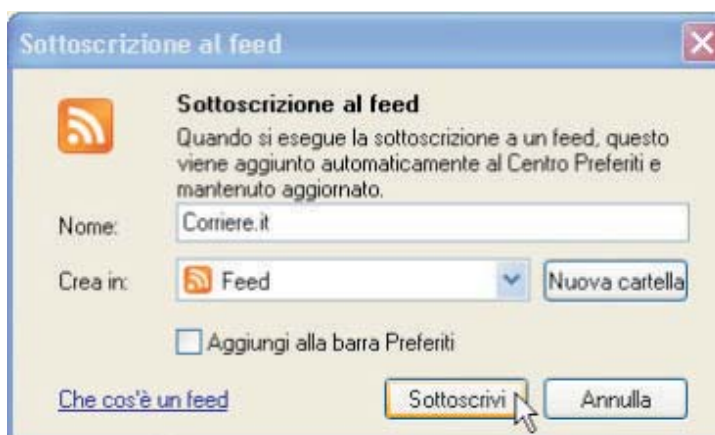 Sottoscrizione al feed
Sottoscrizione al feed
Quando si esegue la sottoscrizione a un feed, questo
viene aggiunto automaticamente al Centro Preferiti e
mantenuto aggiornato.
Nome:
Corriere.it
Crea in:
Feed
Nuova cartella
Aggiungi alla barra Preferiti
Che cos'è un feed
Sottoscrivi
Annulla